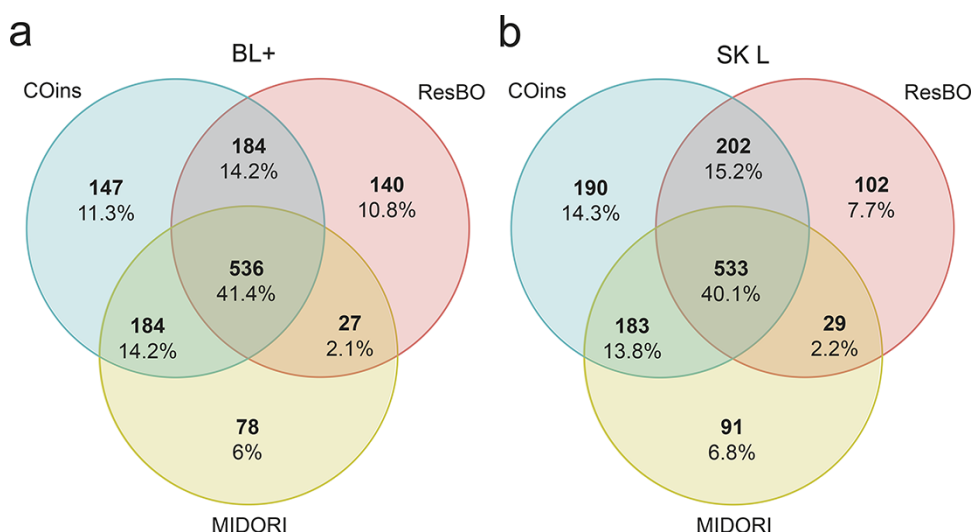 a
BL+
COins
ResBO
184
14.2%
147
11.3%
140
10.8%
536
41.4%
184
14.2%
27
2.1%
78
6%
MIDORI
b
SK L
COins
ResBO
202
15.2%
190
14.3%
102
7.7%
533
40.1%
183
13.8%
29
2.2%
91
6.8%
MIDORI